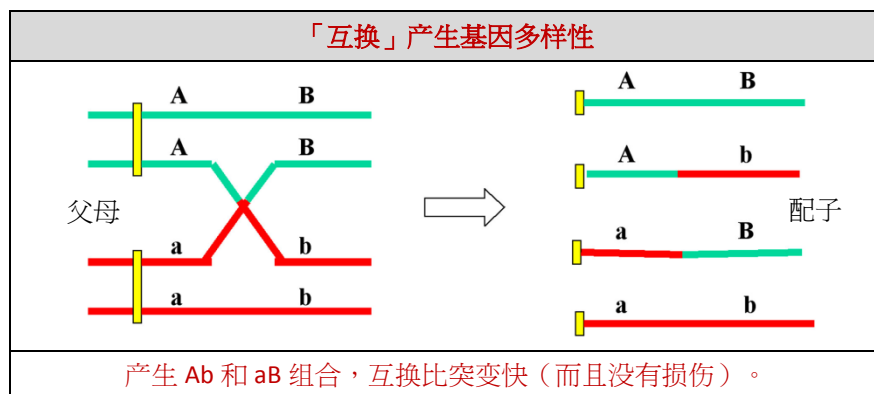 「互换」产生基因多样性
A B
A B
父母
a b
a b
A B
A b
配子
a B
a b
产生 Ab 和 aB 组合，互换比突变快（而且没有损伤）。